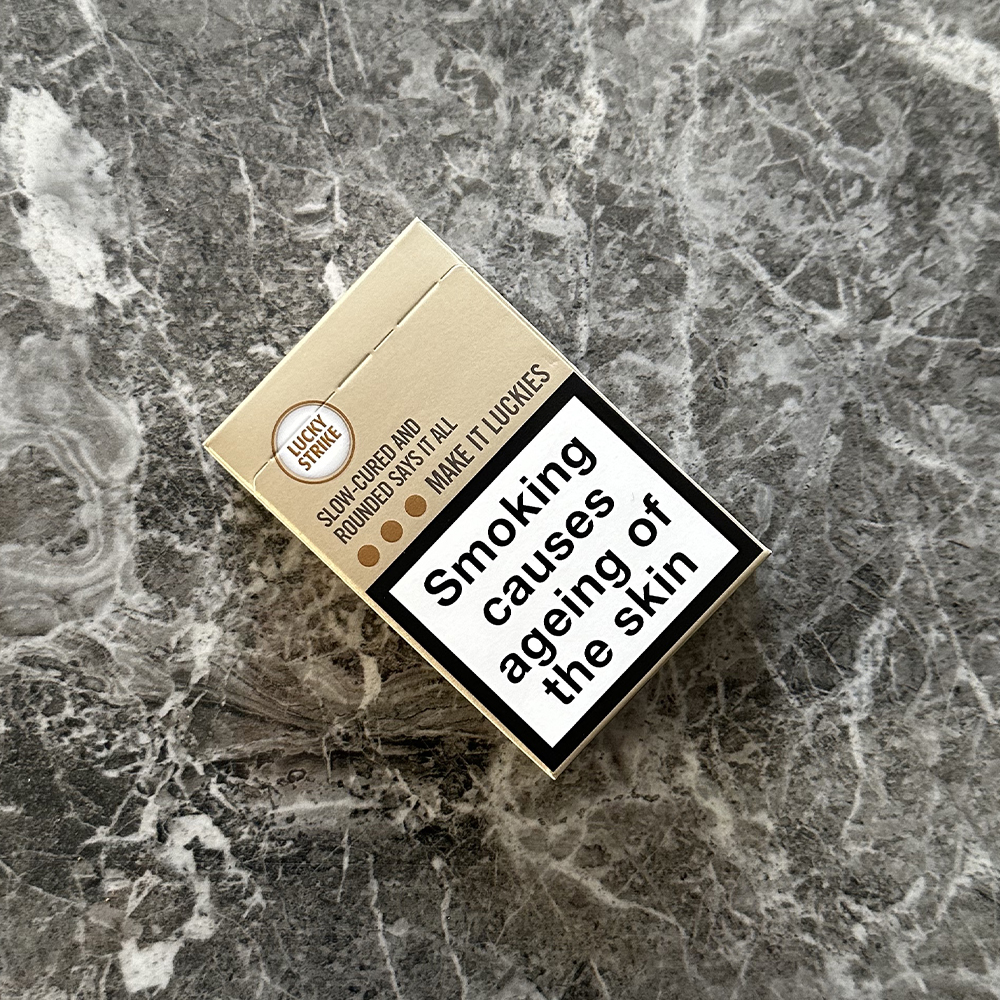 LUCKY
STRIKE
SLOW-CURED AND
ROUNDED SAYS IT ALL
MAKE IT LUCKIES
Smoking
causes
ageing of
the skin